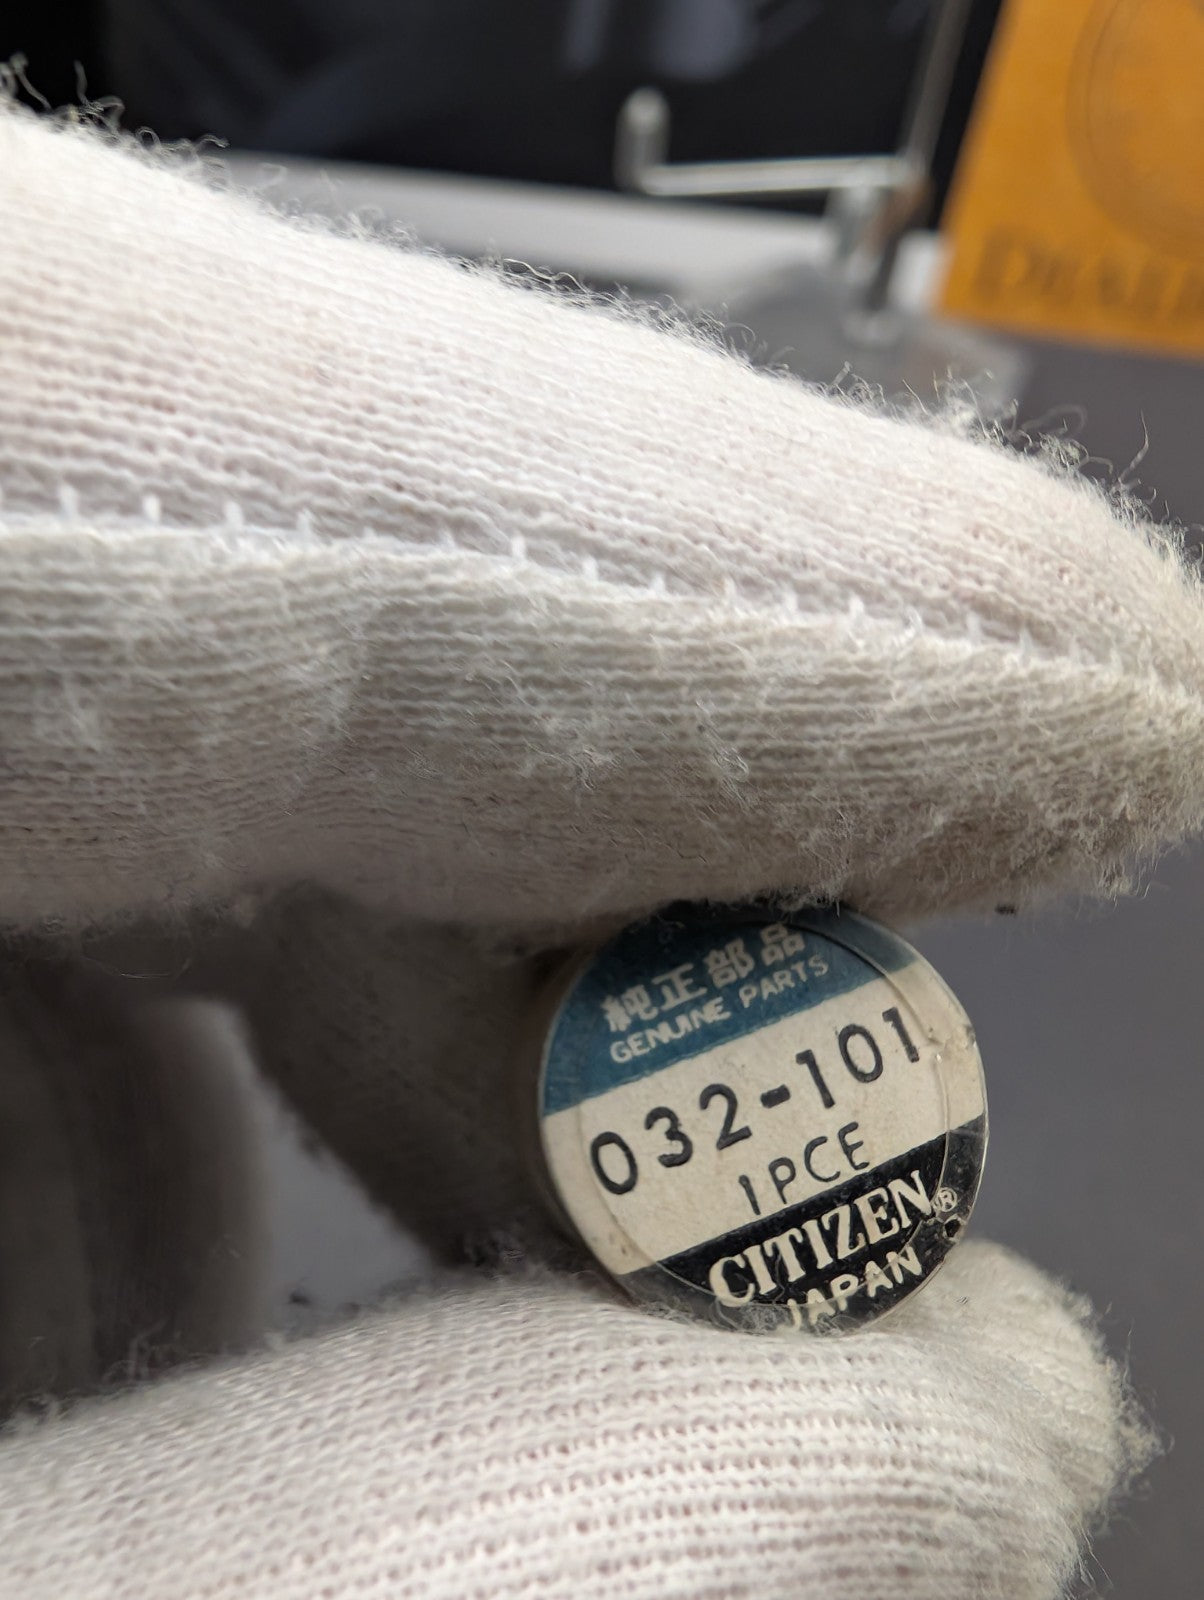 純正部品
GENUINE PARTS
032-101
1PCE
CITIZEN®
JAPAN